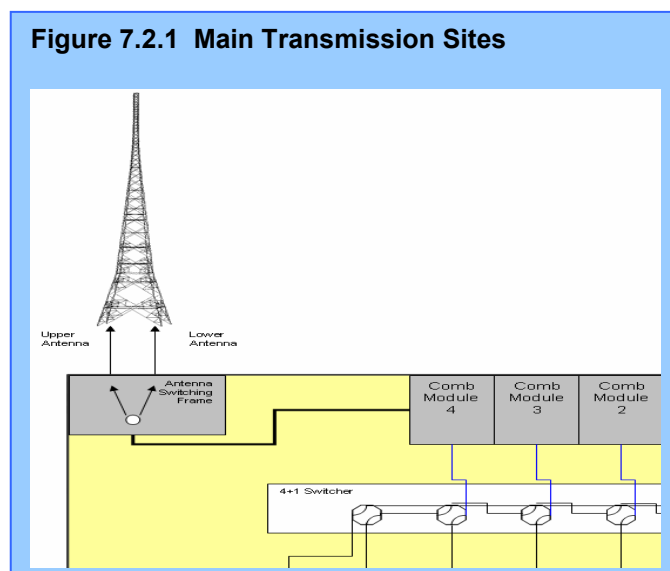 Figure 7.2.1 Main Transmission Sites
Upper
Antenna
Lower
Antenna
Antenna
Switching
Frame
Comb
Module
4
Comb
Module
3
Comb
Module
2
4+1 Switcher